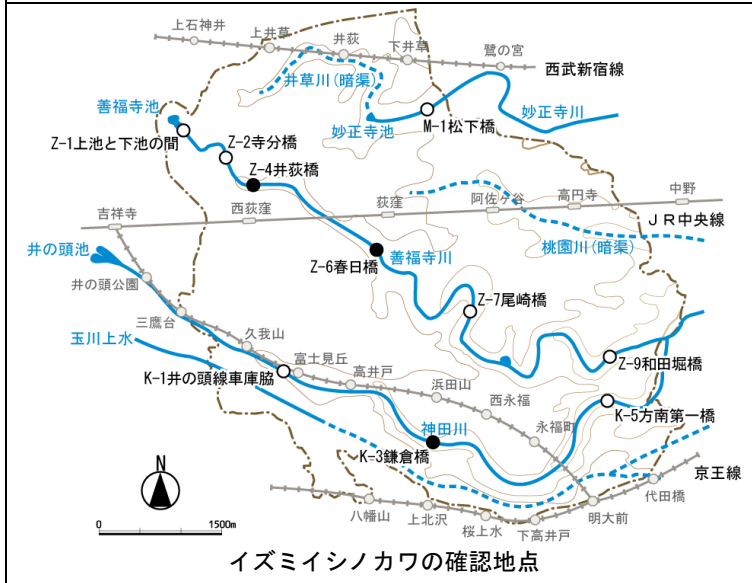 上石神井
上井草
井荻
下井草
鷺の宮
西武新宿線
井草川(暗渠)
善福寺池
妙正寺池
M-1松下橋
妙正寺川
Z-1上池と下池の間
Z-2寺分橋
Z-4井荻橋
吉祥寺
西荻窪
荻窪
阿佐ヶ谷
高円寺
中野
JR中央線
桃園川(暗渠)
井の頭池
井の頭公園
Z-6春日橋
善福寺川
Z-7尾崎橋
三鷹台
玉川上水
久我山
K-1井の頭線車庫脇
富士見丘
高井戸
浜田山
西永福
永福町
Z-9和田堀橋
K-5方南第一橋
神田川
K-3鎌倉橋
京王線
N
0 1500m
八幡山
上北沢
桜上水
下高井戸
明大前
代田橋
イズミイシノカワの確認地点